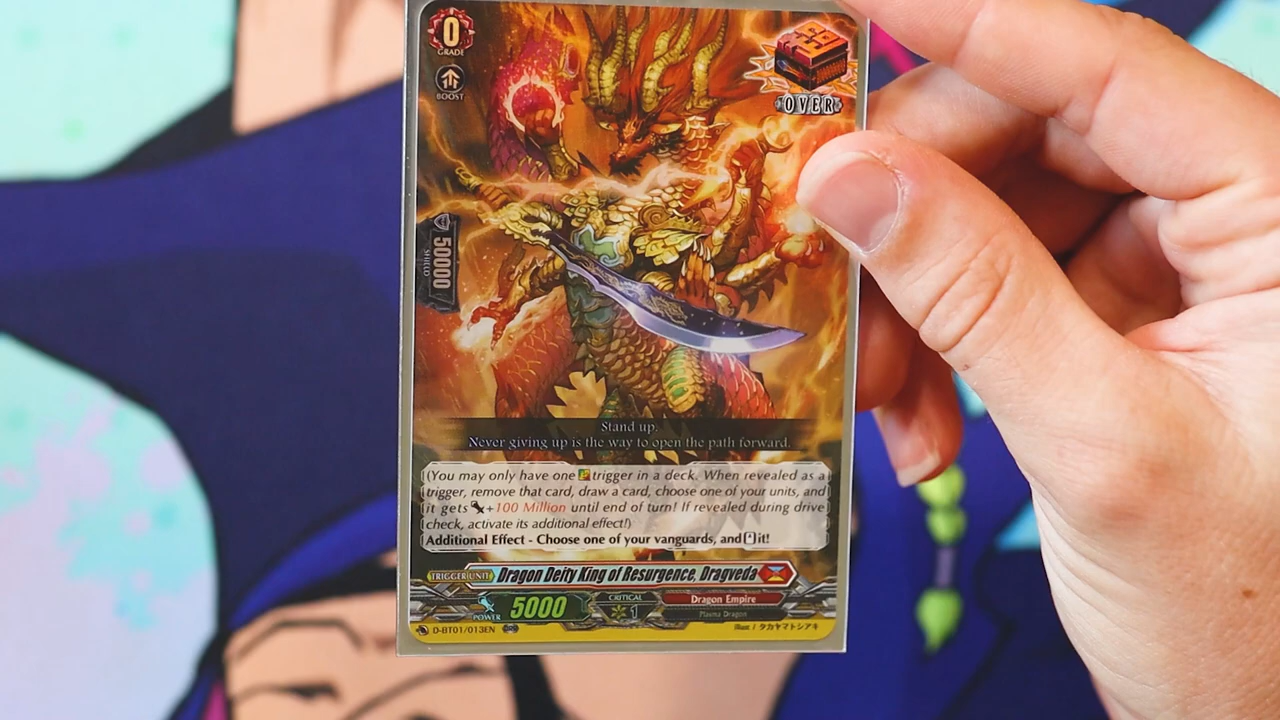 0
GRADE
BOOST
OVER
50000
SHIELD
Stand up.
Never giving up is the way to open the path forward.
(You may only have one trigger in a deck. When revealed as a
trigger, remove that card, draw a card, choose one of your units, and
it gets +100 Million until end of turn! If revealed during drive
check, activate its additional effect!)
Additional Effect - Choose one of your vanguards, and it!
TRIGGER UNIT Dragon Deity King of Resurgence, Dragveda
POWER 5000 CRITICAL 1 Dragon Empire
Plasma Dragon
D-BT01/013EN Illust / タカヤマトシアキ